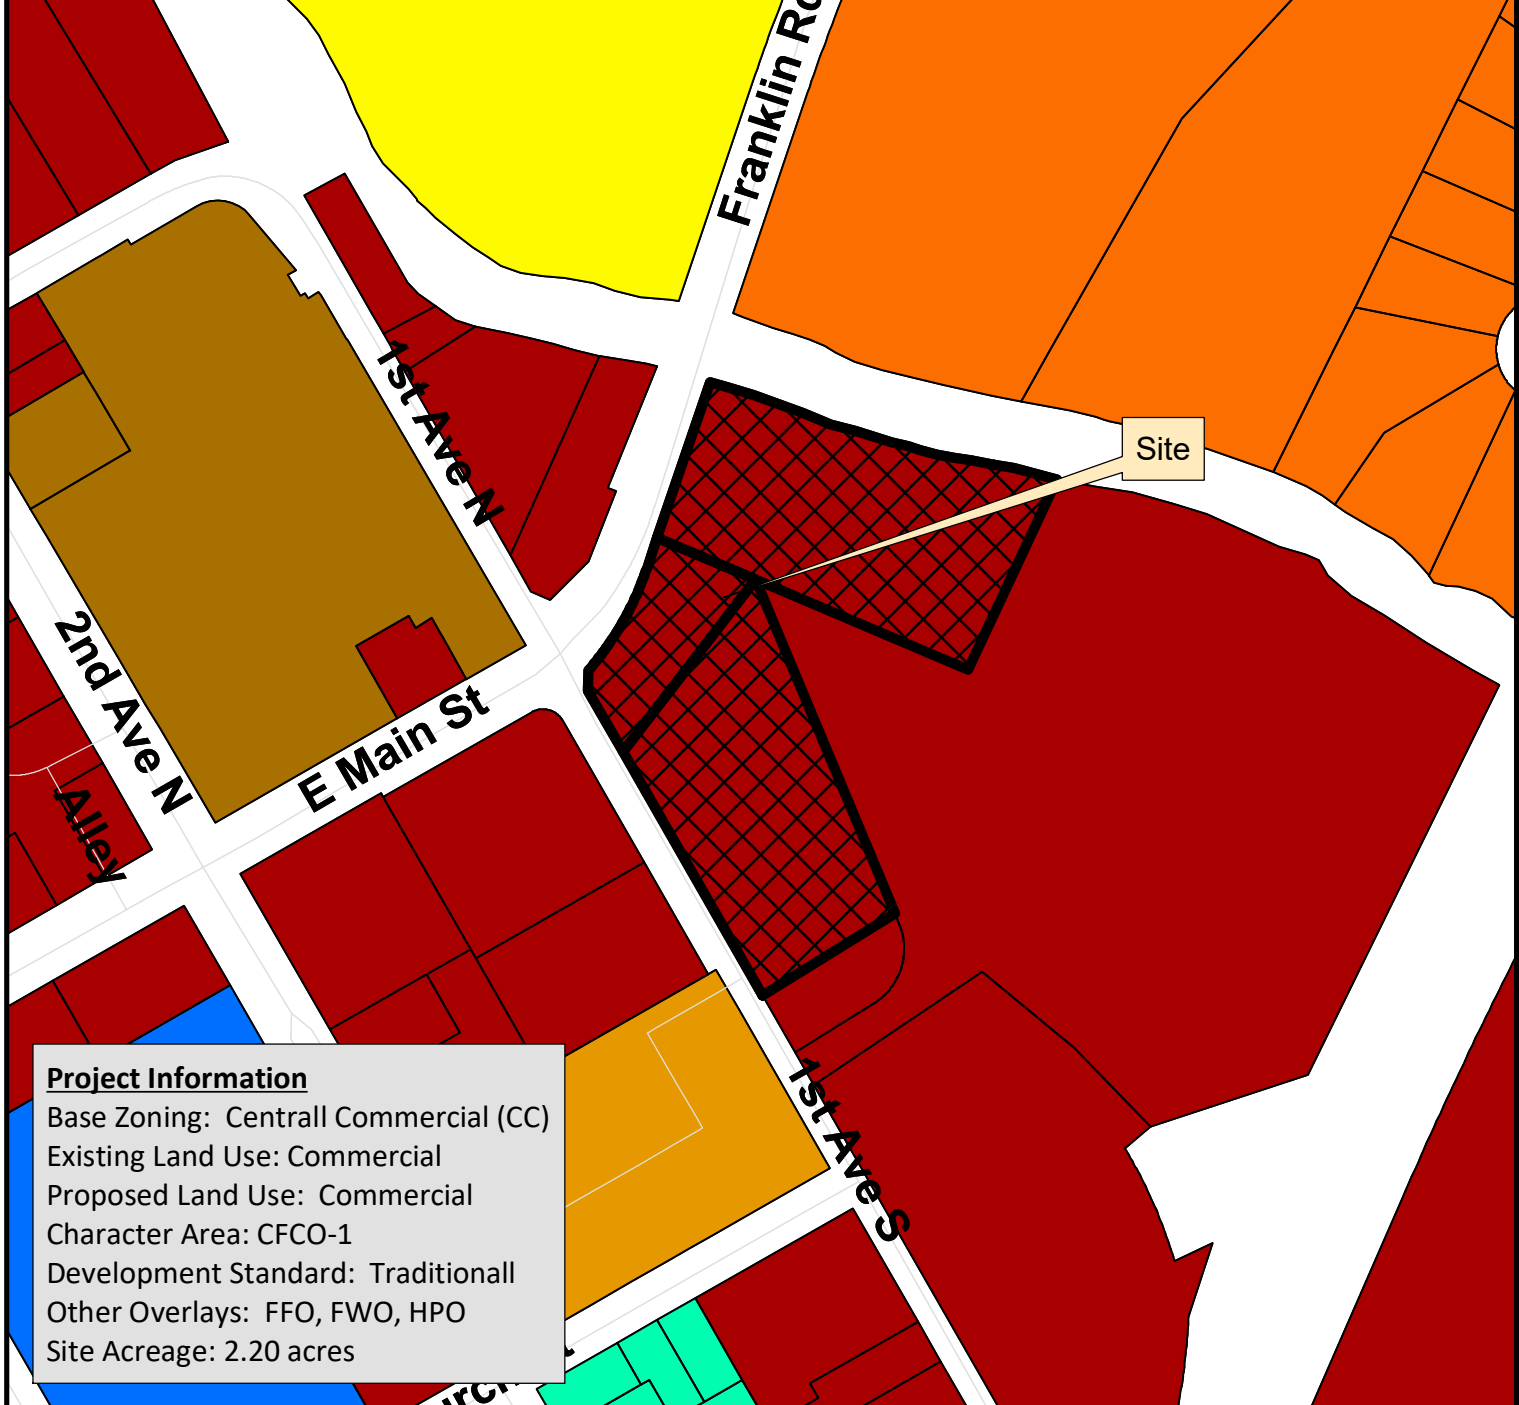 Franklin Ro
1st Ave N
Site
2nd Ave N
E Main St
Alley
Project Information
Base Zoning: Centrall Commercial (CC)
Existing Land Use: Commercial
Proposed Land Use: Commercial
Character Area: CFCO-1
Development Standard: Traditionall
Other Overlays: FFO, FWO, HPO
Site Acreage: 2.20 acres
1st Ave S